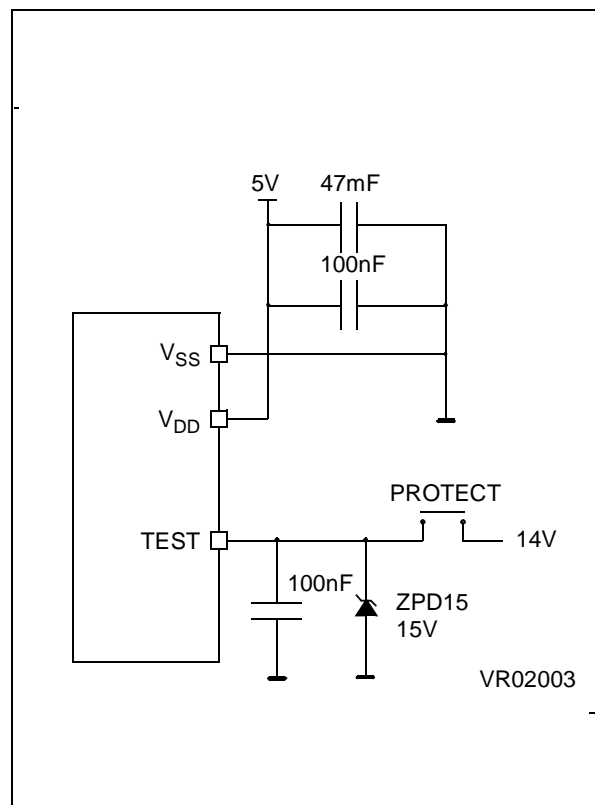 5V
47mF
100nF
VSS
VDD
TEST
PROTECT
14V
100nF
ZPD15
15V
VR02003